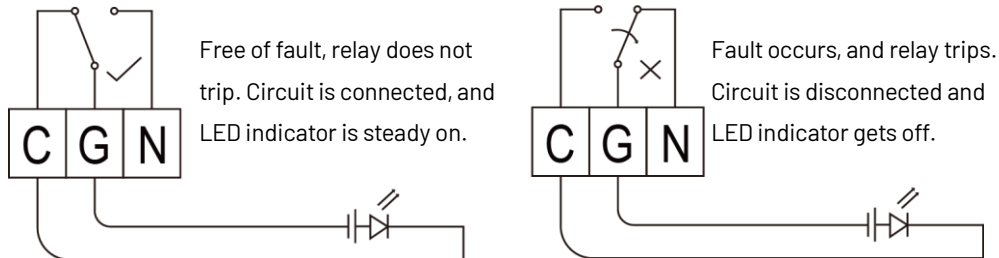 Free of fault, relay does not
trip. Circuit is connected, and
LED indicator is steady on.
C G N
Fault occurs, and relay trips.
Circuit is disconnected and
LED indicator gets off.
C G N